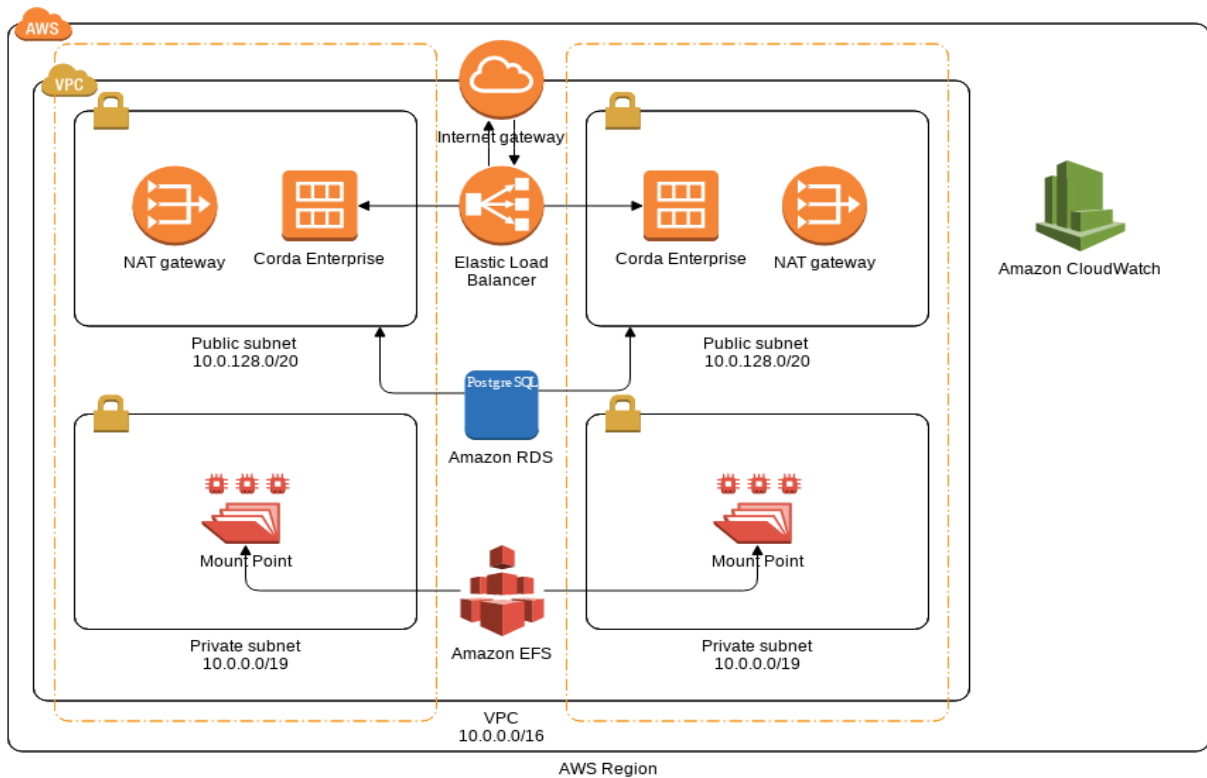 AWS
VPC
Internet gateway
NAT gateway
Corda Enterprise
Elastic Load
Balancer
Corda Enterprise
NAT gateway
Amazon CloudWatch
Public subnet
10.0.128.0/20
Public subnet
10.0.128.0/20
PostgreSQL
Amazon RDS
Mount Point
Mount Point
Amazon EFS
Private subnet
10.0.0.0/19
Private subnet
10.0.0.0/19
VPC
10.0.0.0/16
AWS Region